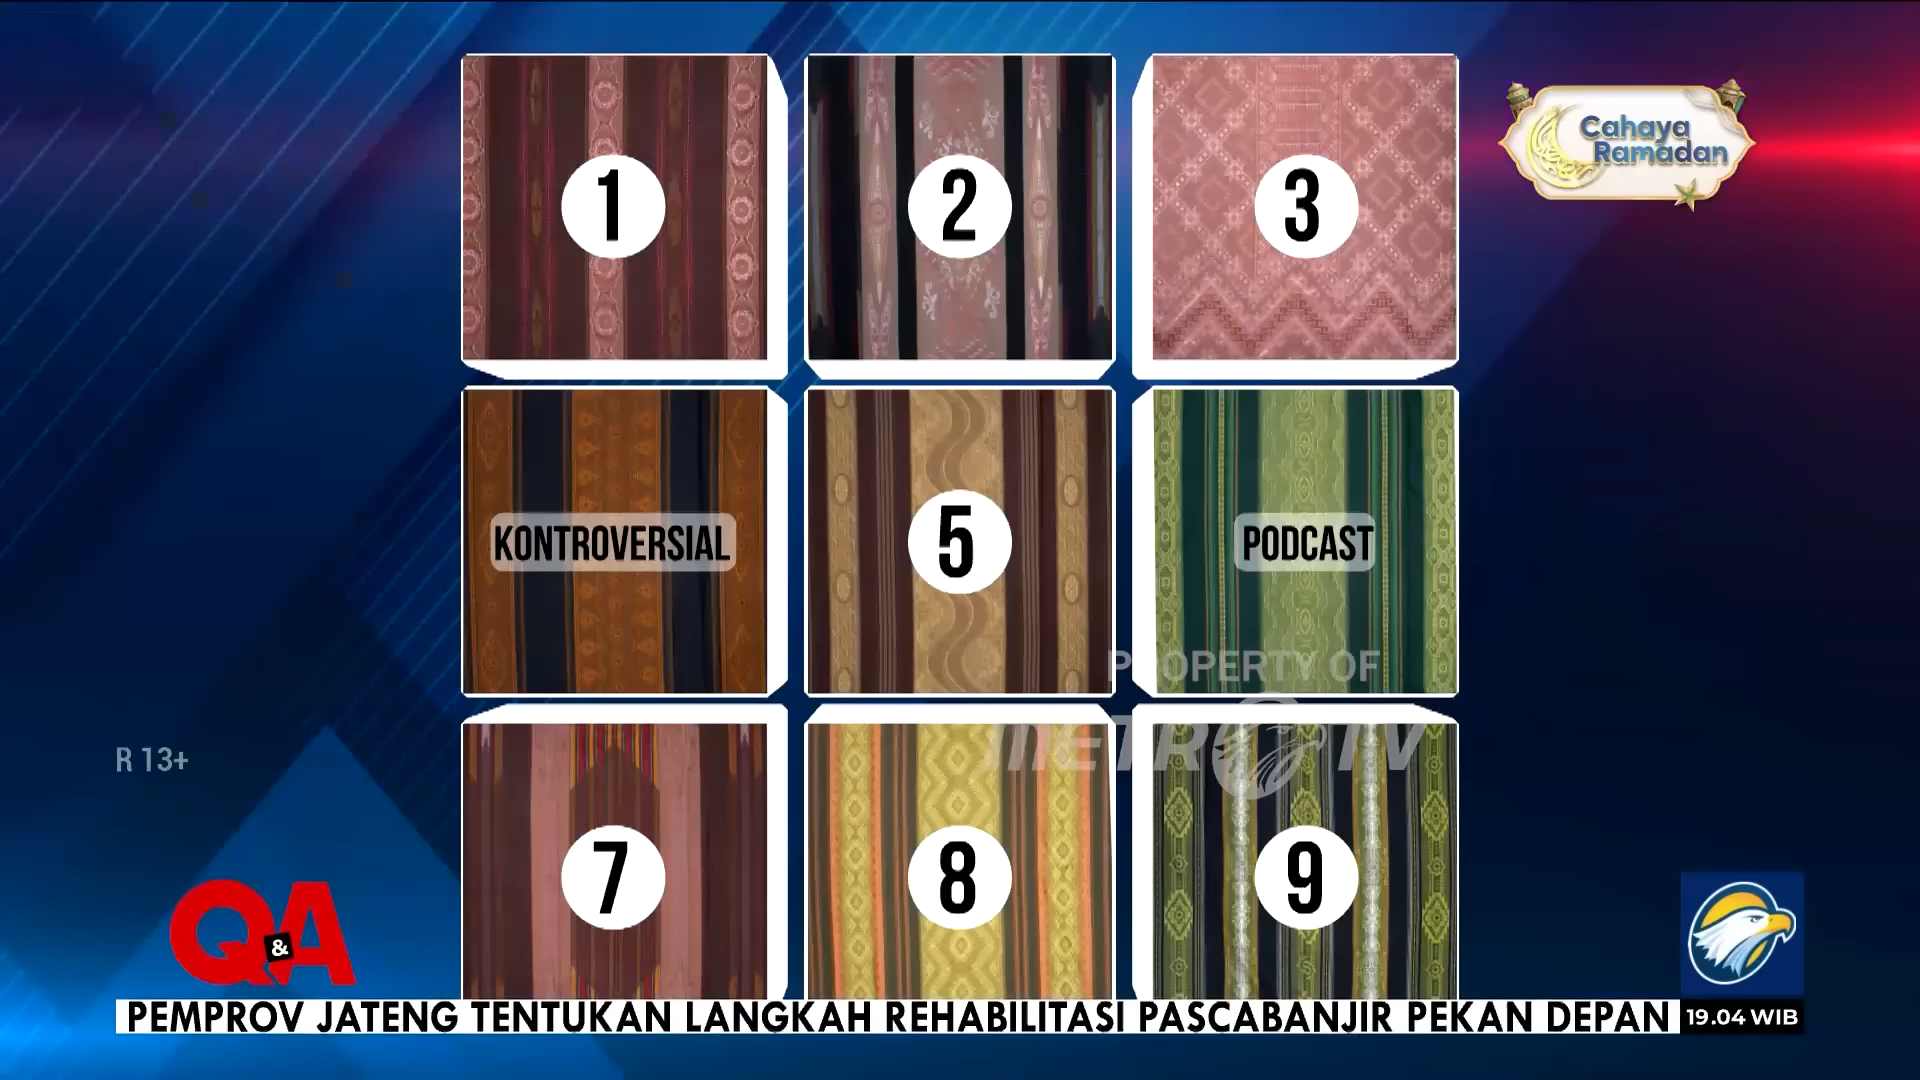 1
2
3
Cahaya
Ramadan
KONTROVERSIAL
5
PODCAST
PROPERTY OF
METRO TV
R 13+
7
8
9
Q&A
PEMPROV JATENG TENTUKAN LANGKAH REHABILITASI PASCABANJIR PEKAN DEPAN
19.04 WIB